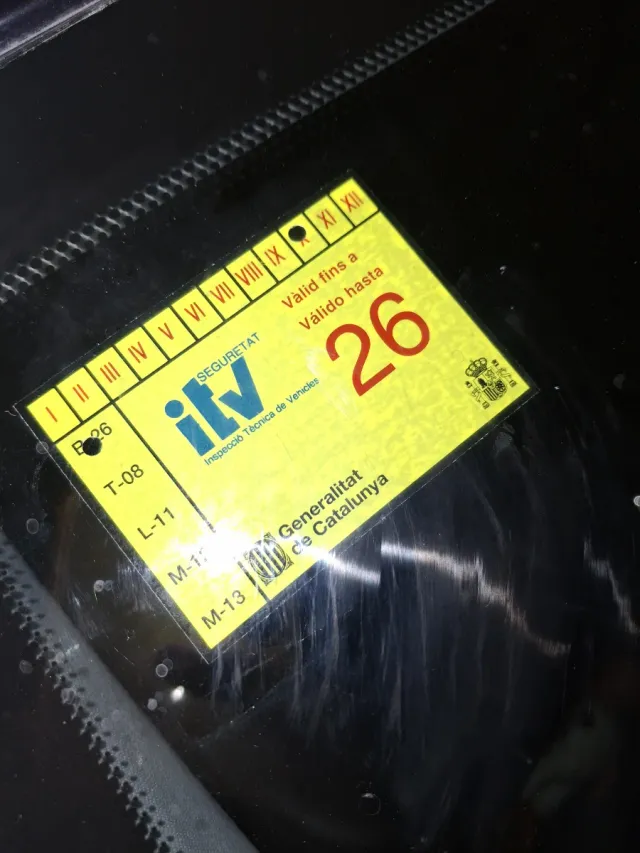 I II III IV V VI VII VIII IX XI XII
Vàlid fins a
Válido hasta
26
SEGURETAT
itv
Inspecció Tècnica de Vehicles
T-08
L-11
M-13
Generalitat
de Catalunya